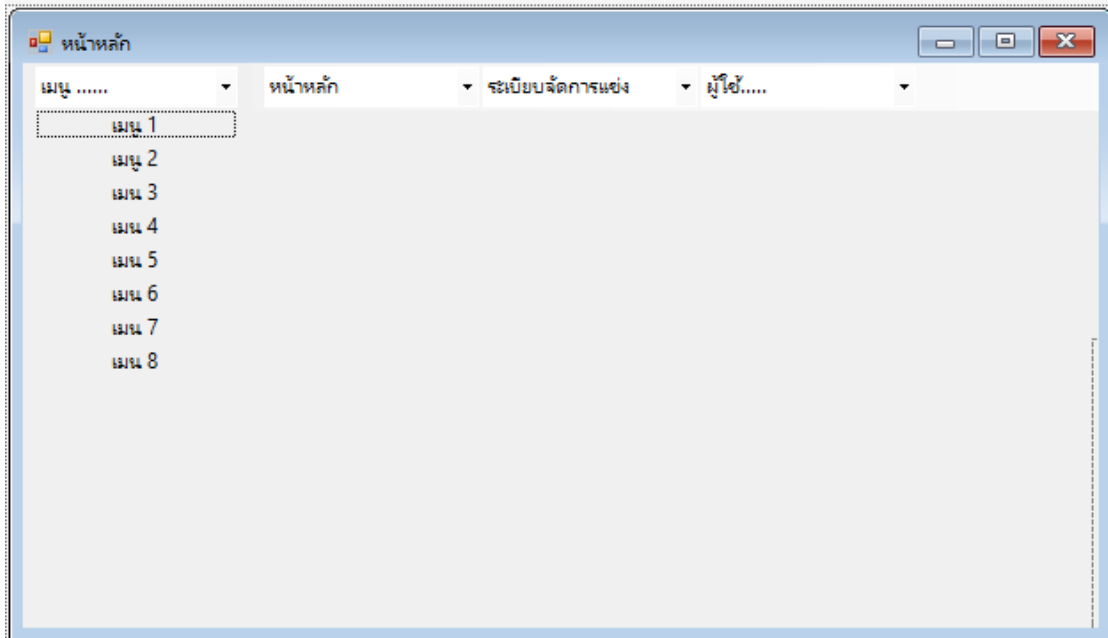 หน้าหลัก
เมนู ...... หน้าหลัก ระเบียบจัดการแข่ง ผู้ใช้.....
เมนู 1
เมนู 2
เมน 3
เมน 4
เมน 5
เมน 6
เมน 7
เมน 8